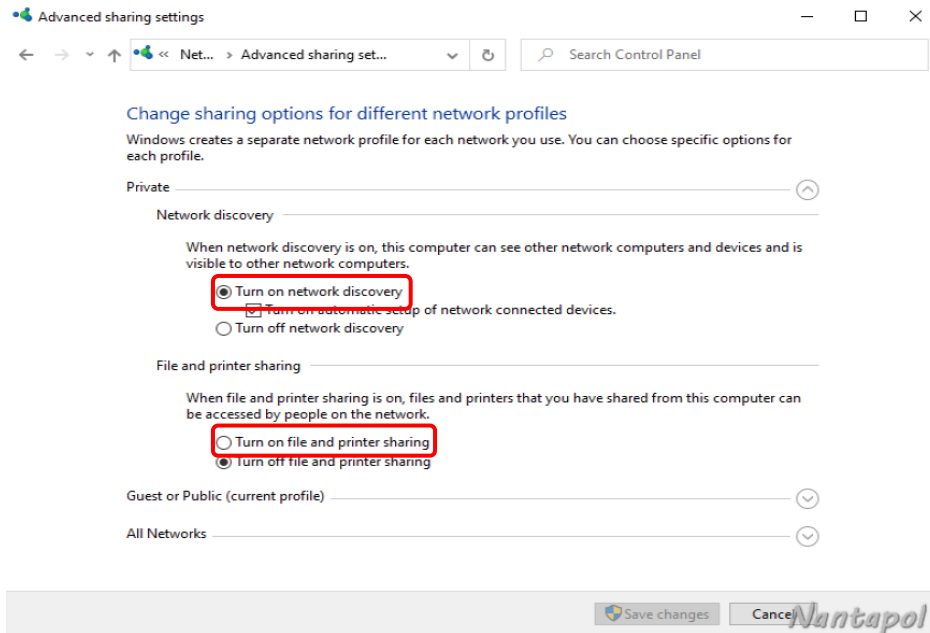 Advanced sharing settings
« Net... › Advanced sharing set...
Search Control Panel
Change sharing options for different network profiles
Windows creates a separate network profile for each network you use. You can choose specific options for
each profile.
Private
Network discovery
When network discovery is on, this computer can see other network computers and devices and is
visible to other network computers.
Turn on network discovery
Turn on automatic setup of network connected devices.
Turn off network discovery
File and printer sharing
When file and printer sharing is on, files and printers that you have shared from this computer can
be accessed by people on the network.
Turn on file and printer sharing
Turn off file and printer sharing
Guest or Public (current profile)
All Networks
Save changes
Cancel
Nantapol